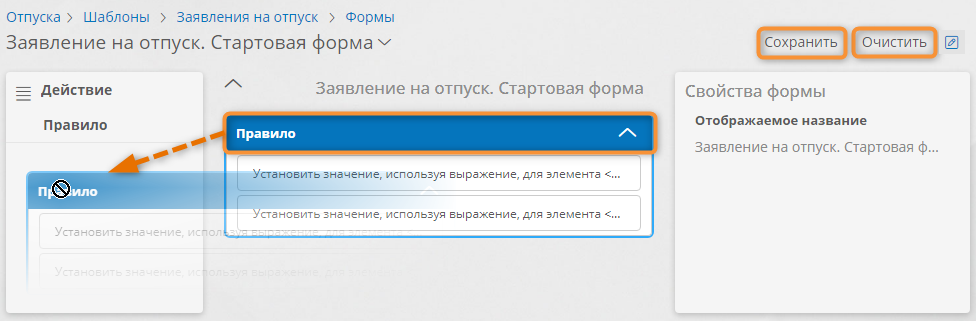 Отпуска > Шаблоны > Заявления на отпуск > Формы
Заявление на отпуск. Стартовая форма
Сохранить
Очистить
Действие
Правило
Заявление на отпуск. Стартовая форма
Правило
Установить значение, используя выражение, для элемента <...
Установить значение, используя выражение, для элемента <...
Правило
Установить значение, используя выражение, для элемента
Установить значение, используя выражение, для элемента
Свойства формы
Отображаемое название
Заявление на отпуск. Стартовая ф...